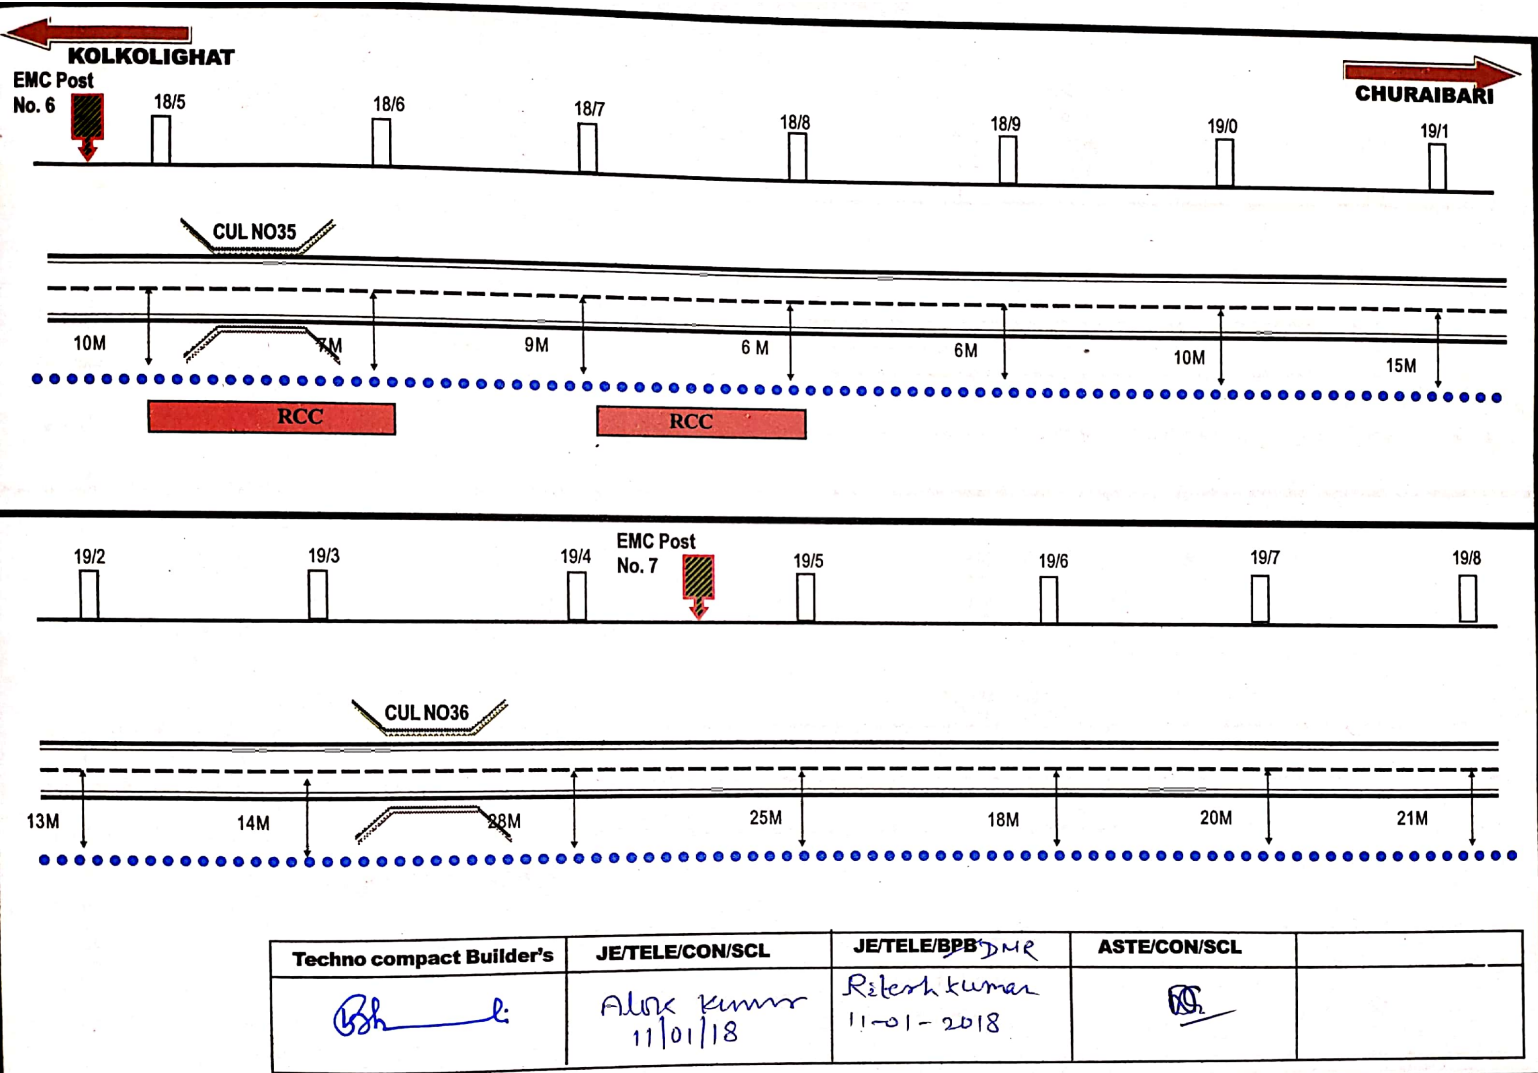 KOLKOLIGHAT
CHURAIBARI
EMC Post
No. 6
18/5
18/6
18/7
18/8
18/9
19/0
19/1
CUL NO35
10M
7M
9M
6 M
6M
10M
15M
RCC
RCC
19/2
19/3
19/4
EMC Post
No. 7
19/5
19/6
19/7
19/8
CUL NO36
13M
14M
28M
25M
18M
20M
21M
Techno compact Builder's
JE/TELE/CON/SCL
JE/TELE/BPB DMR
ASTE/CON/SCL
Alok Kumar
11/01/18
Ritesh Kumar
11-01-2018